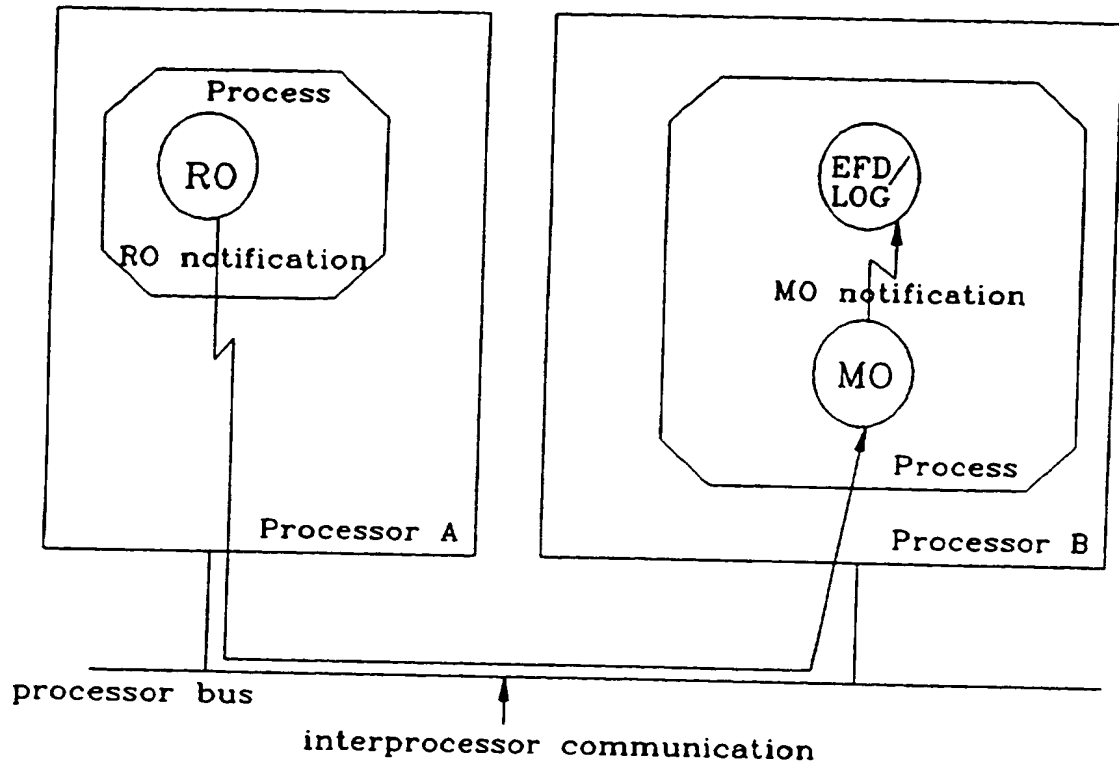 Process
RO
RO notification
Processor A
EFD/
LOG
MO notification
MO
Process
Processor B
processor bus
interprocessor communication